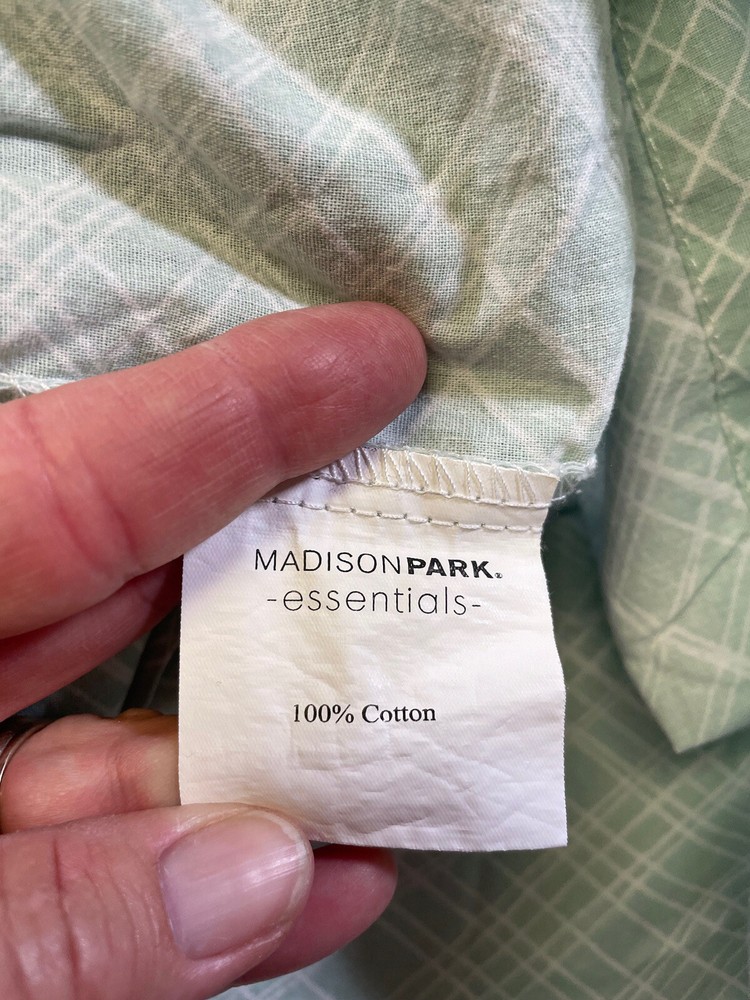 MADISONPARK®
-essentials-
100% Cotton